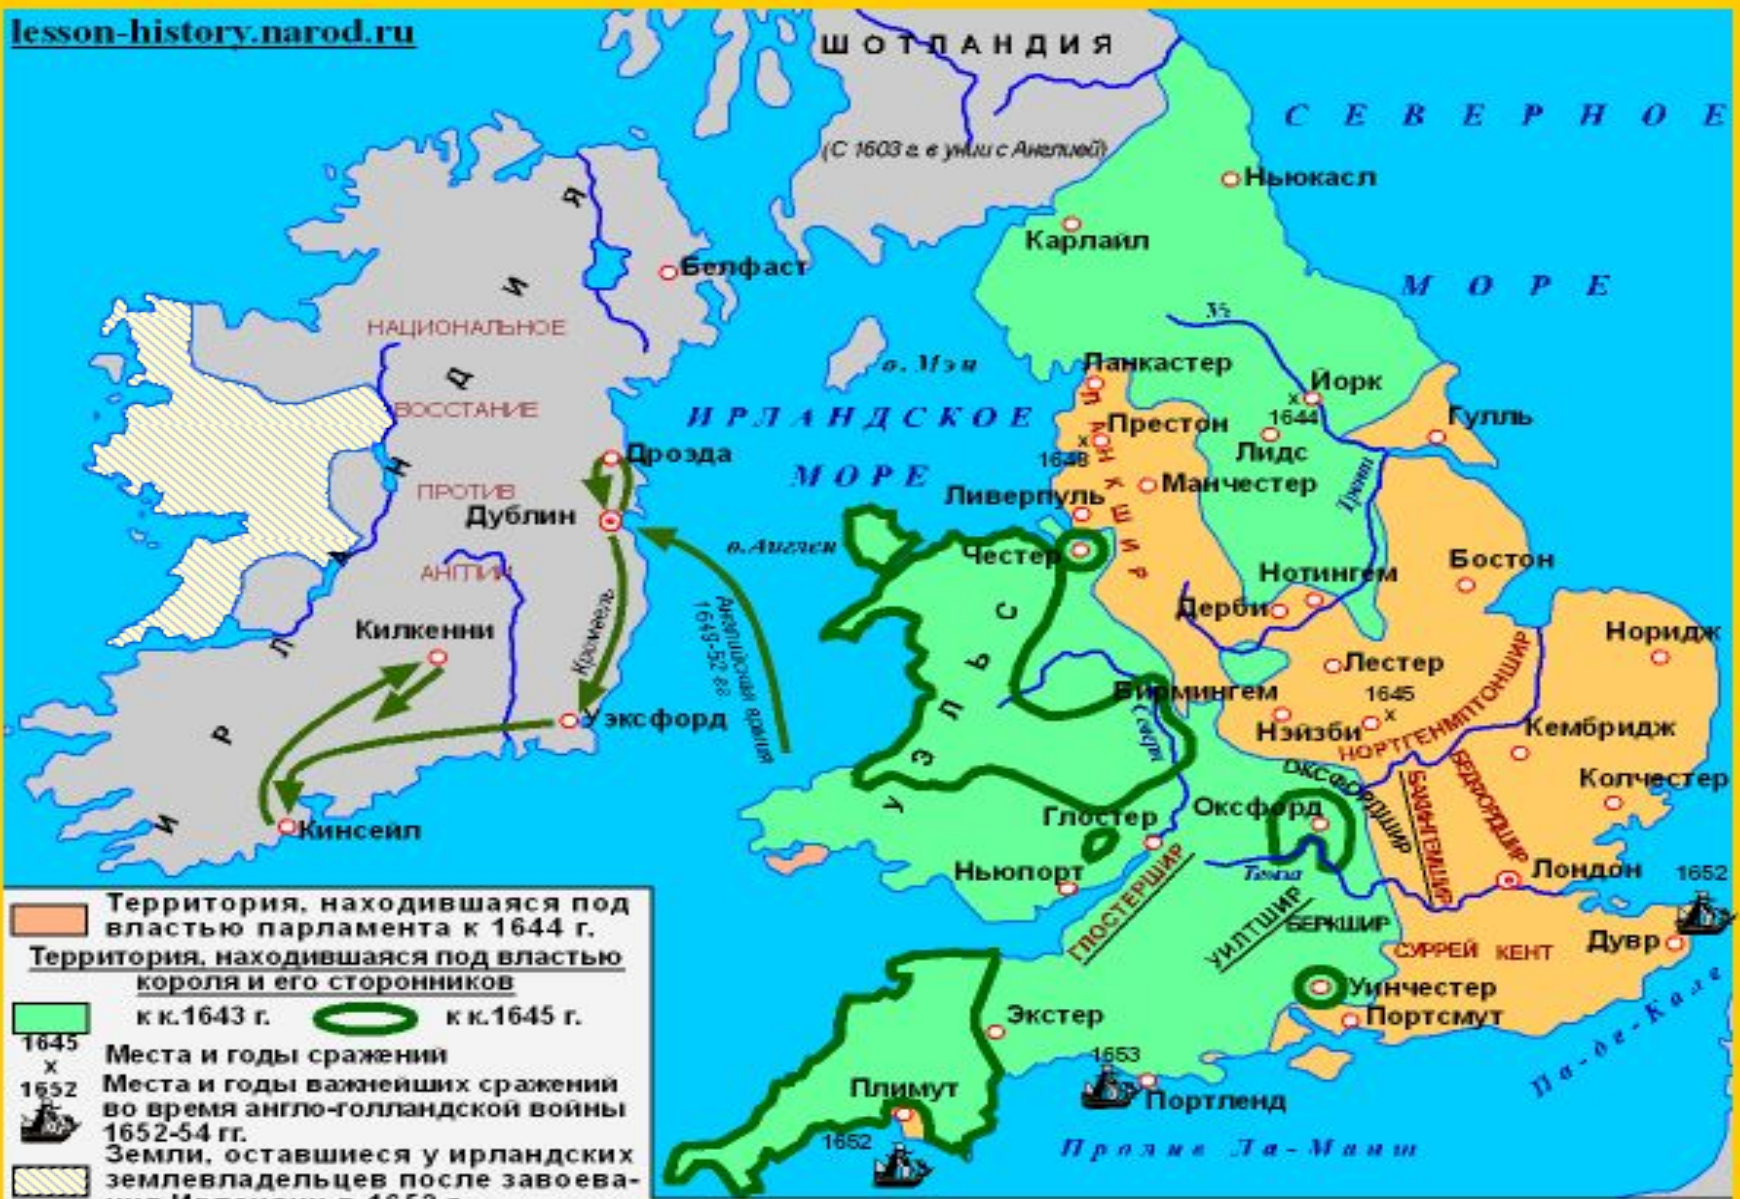 lesson-history.narod.ru
ШОТЛАНДИЯ
(С 1603 г. в унии с Англией)
СЕВЕРНОЕ
МОРЕ
Ньюкасл
Карлайл
Белфаст
ИРЛАНДИЯ
НАЦИОНАЛЬНОЕ
ВОССТАНИЕ
ПРОТИВ
АНГЛИИ
о. Мэн
ИРЛАНДСКОЕ
МОРЕ
Ланкастер
Йорк
1644
Гулль
Престон
1648
Лидс
ЛАНКШИР
Манчестер
Трент
Ливерпуль
Дрозда
Дублин
о.Англси
Честер
Нотингем
Бостон
Дерби
Кромвель
Английская армия
1649-52 гг.
Килкенни
Уэксфорд
Кинсейл
УЭЛЬС
Лестер
1645
Норидж
Бирмингем
Северн
Нэйзби
НОРТГЕНМПТОНШИР
Кембридж
ОКСФОРДШИР
БАКИНГЕМШИР
БЕДФОРДШИР
Колчестер
Глостер
Оксфорд
Ньюпорт
Темза
Лондон
1652
ГЛОСТЕРШИР
УИЛТШИР
БЕРКШИР
СУРРЕЙ КЕНТ
Дувр
Уинчестер
Портсмут
Па-де-Кале
Экстер
1653
Портленд
Плимут
1652
Пролив Ла-Манш
Территория, находившаяся под
властью парламента к 1644 г.
Территория, находившаяся под властью
короля и его сторонников
к к.1643 г. к к.1645 г.
1645
х
Места и годы сражений
1652
Места и годы важнейших сражений
во время англо-голландской войны
1652-54 гг.
Земли, оставшиеся у ирландских
землевладельцев после завоева-